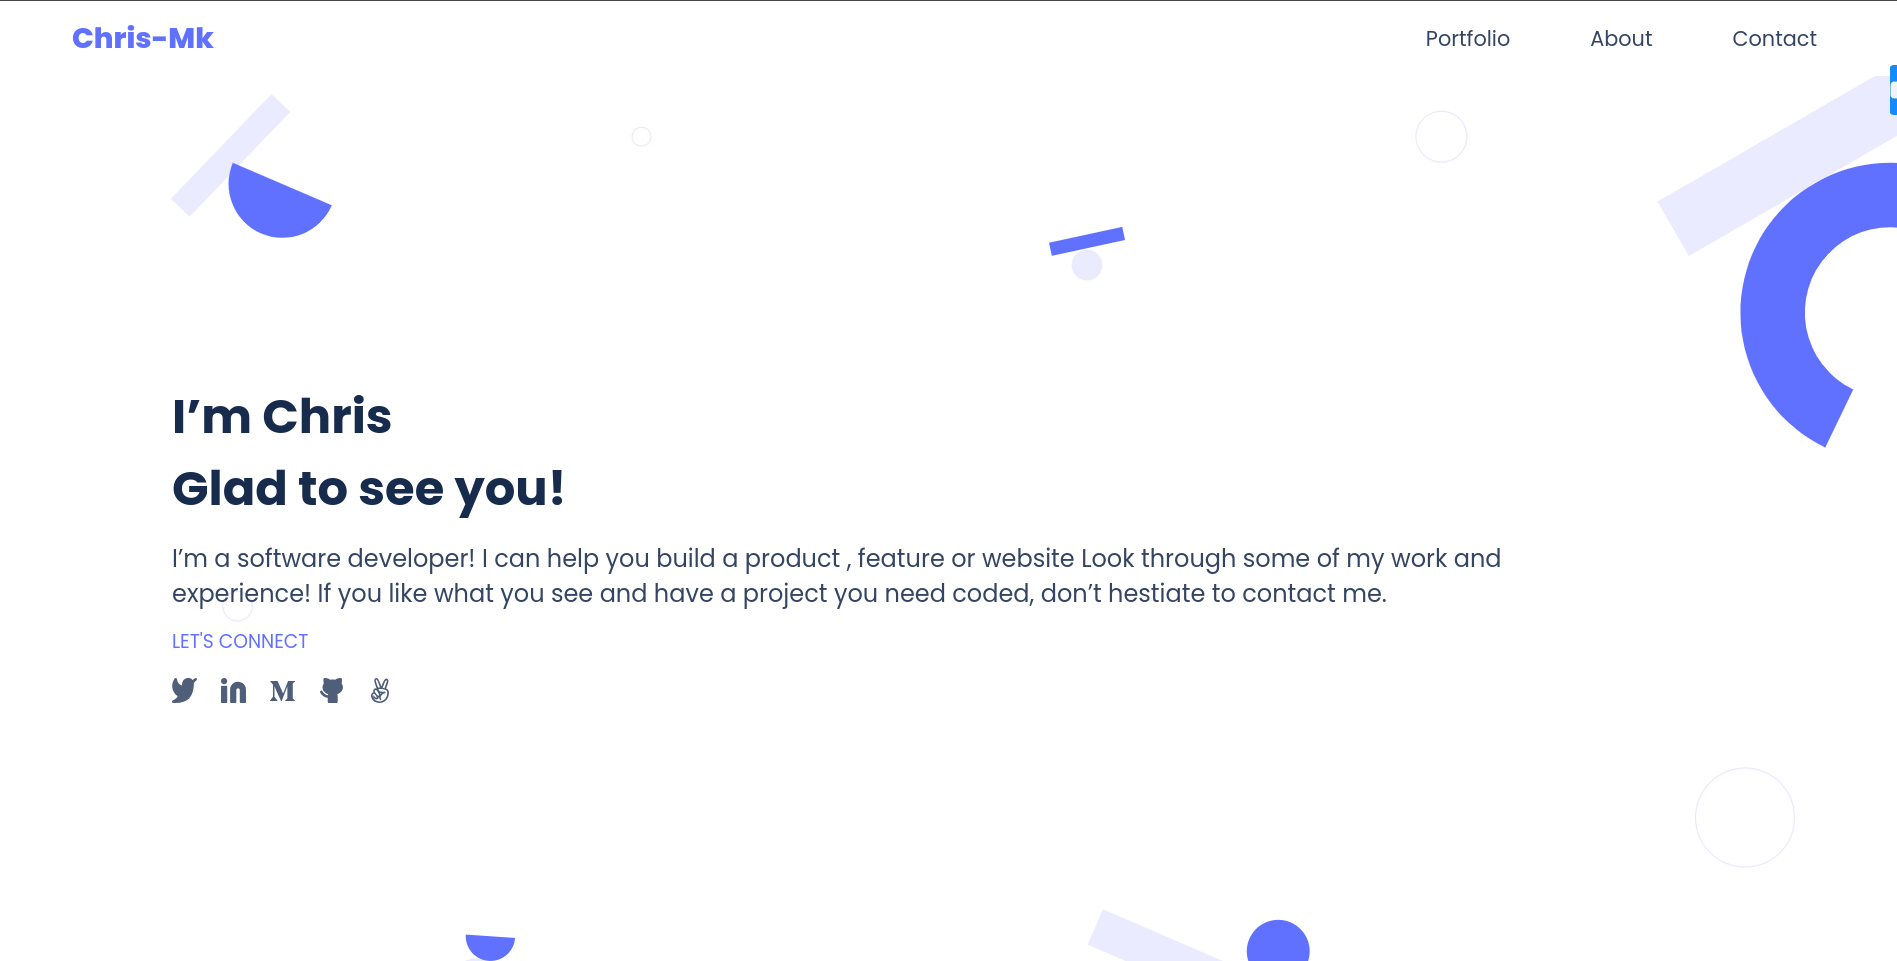 Chris-Mk
Portfolio About Contact
I’m Chris
Glad to see you!
I’m a software developer! I can help you build a product , feature or website Look through some of my work and
experience! If you like what you see and have a project you need coded, don’t hestiate to contact me.
LET'S CONNECT